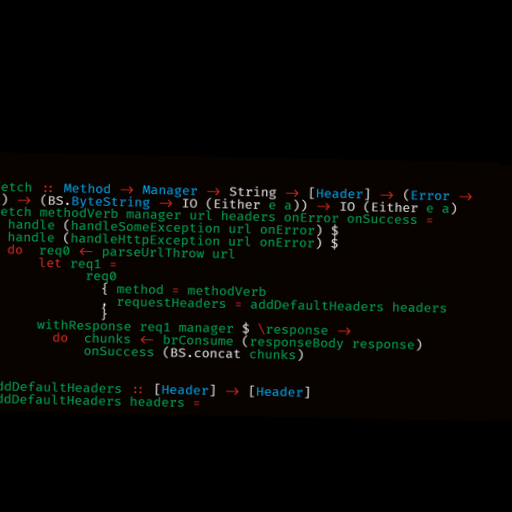 etch :: Method → Manager → String → [Header] → (Error →
) → (BS.ByteString → IO (Either e a)) → IO (Either e a)
etch methodVerb manager url headers onError onSuccess =
handle (handleSomeException url onError) $
handle (handleHttpException url onError) $
do req0 ← parseUrlThrow url
let req1 =
req0
{ method = methodVerb
, requestHeaders = addDefaultHeaders headers
}
withResponse req1 manager $ \response →
do chunks ← brConsume (responseBody response)
onSuccess (BS.concat chunks)
ddDefaultHeaders :: [Header] → [Header]
ddDefaultHeaders headers =